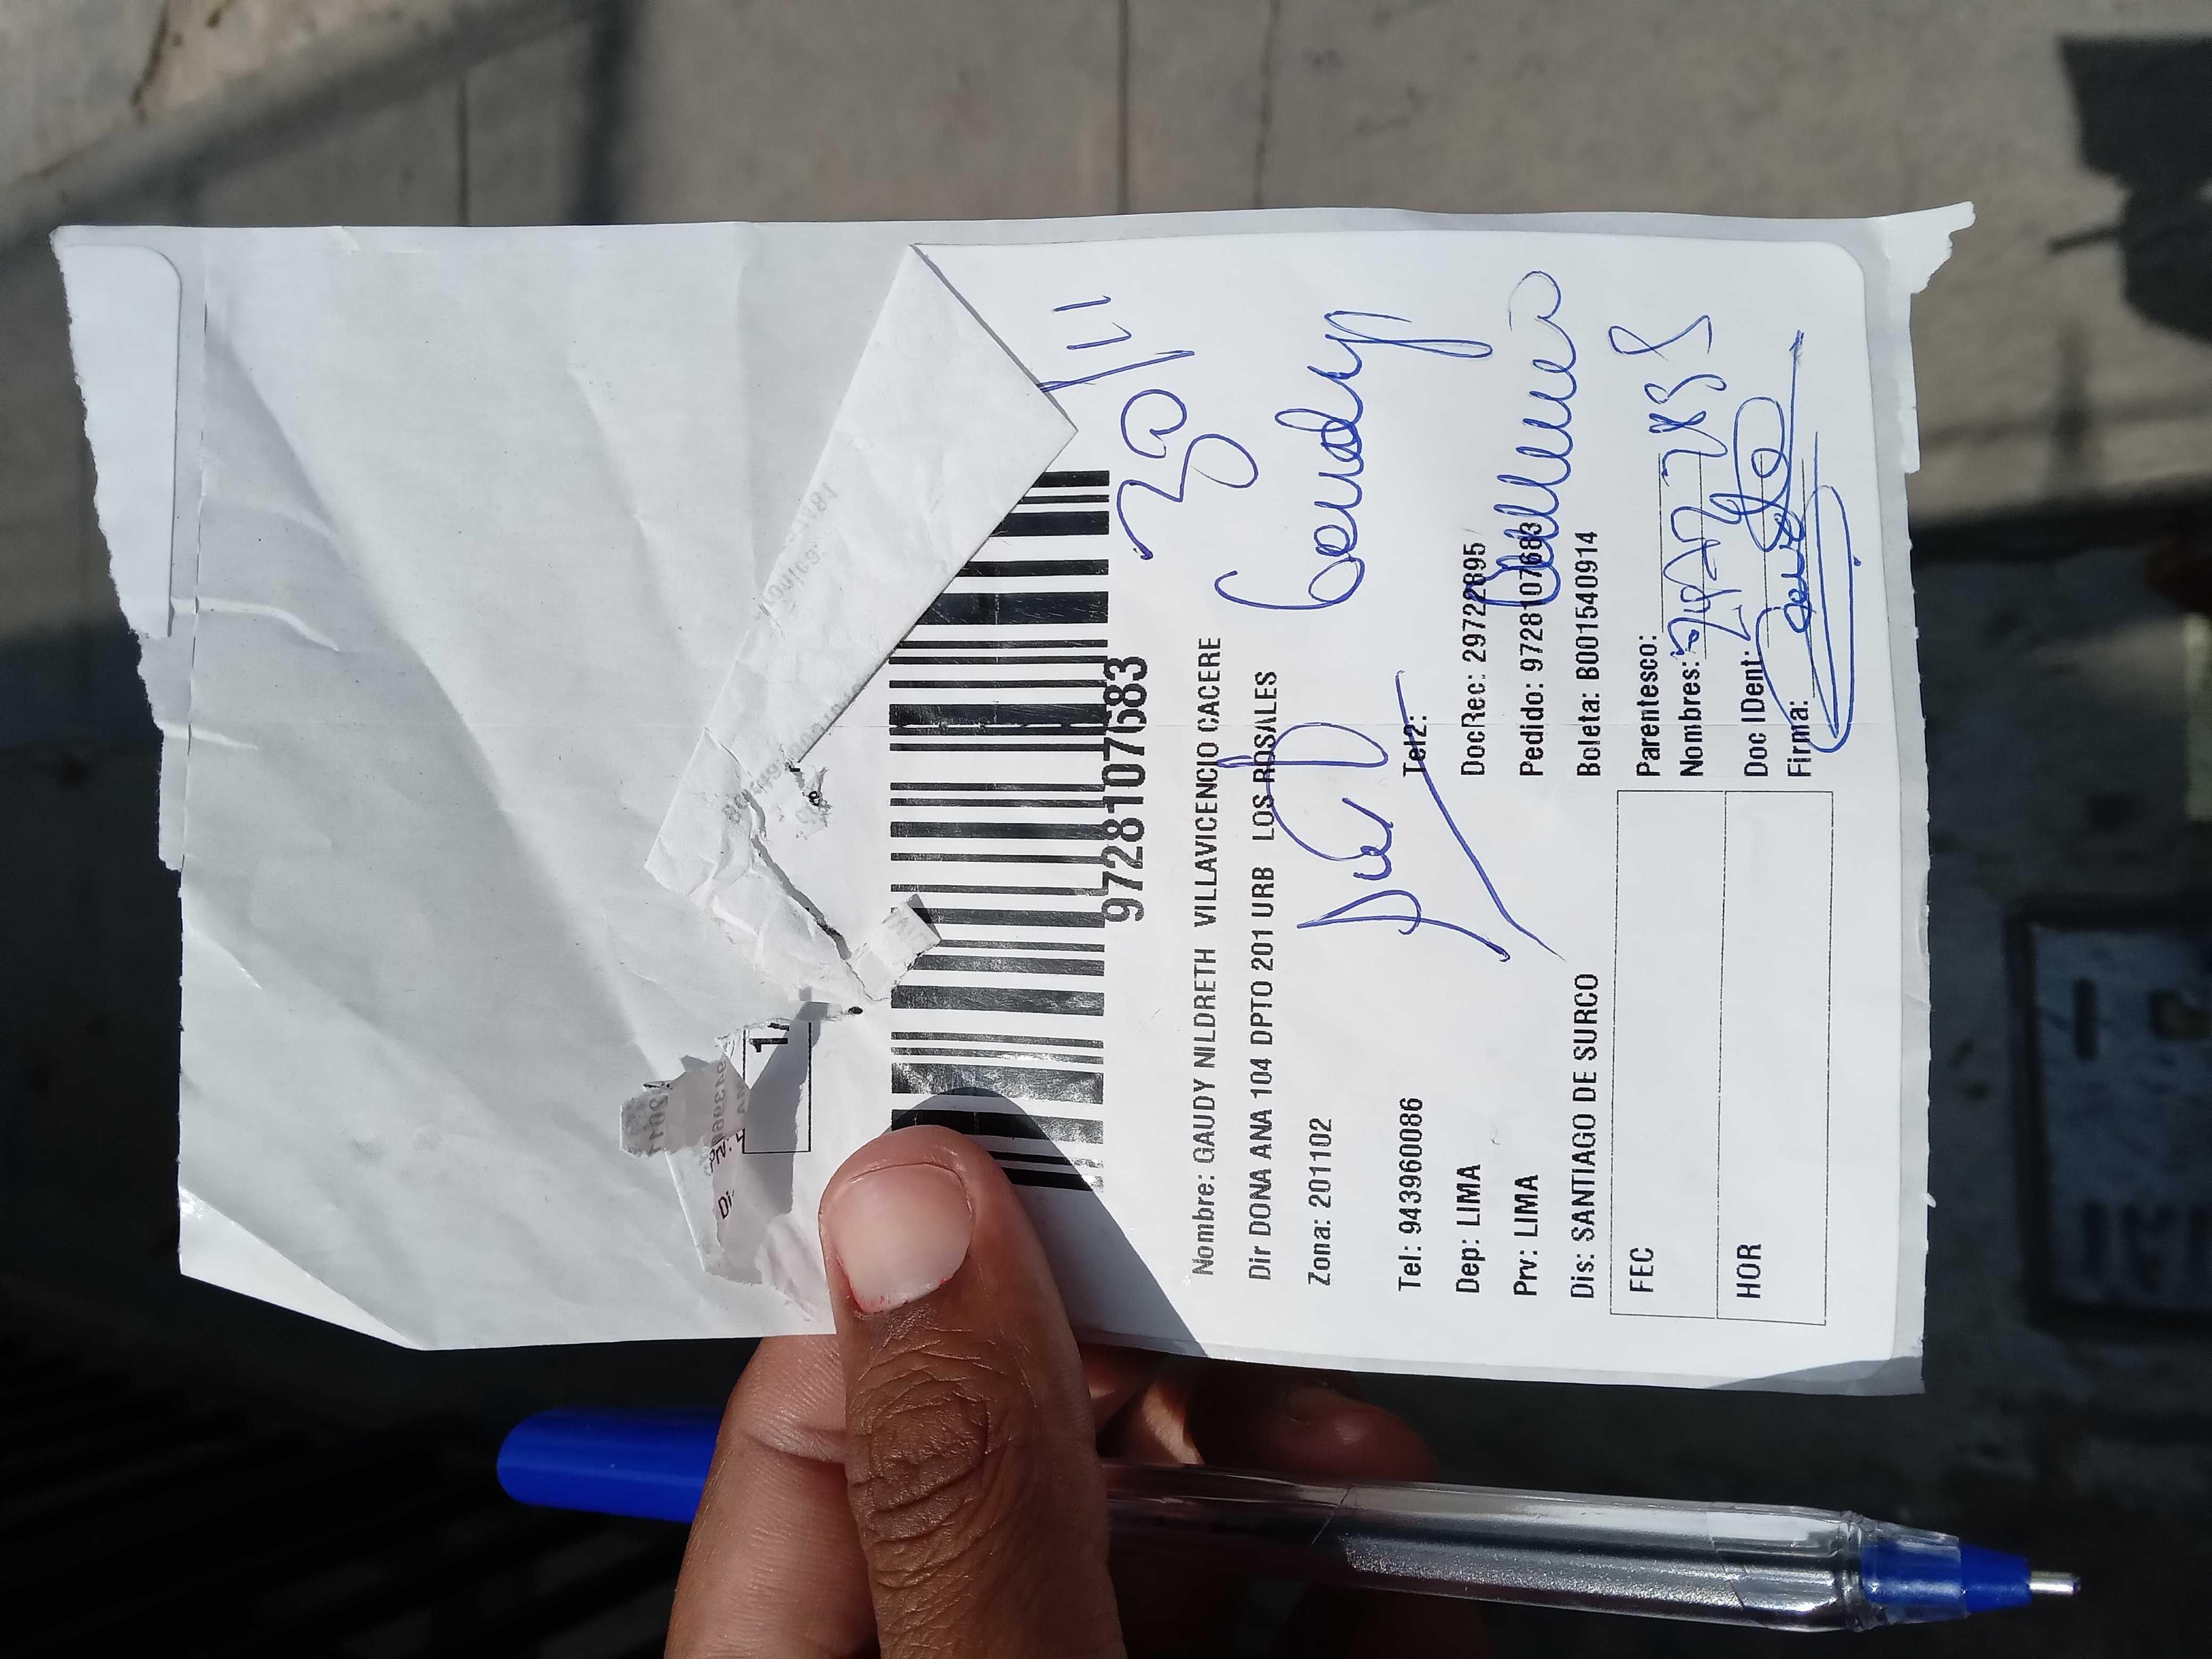 30/11
9728107683
Nombre: GAUDY NILDRETH VILLAVICENCIO CACERE
Dir DONA ANA 104 DPTO 201 URB LOS ROSALES
Zona: 201102
Tel: 943960086
Tel2:
Dep: LIMA
DocRec: 29722895
Prv: LIMA
Pedido: 9728107683
Dis: SANTIAGO DE SURCO
Boleta: B001540914
FEC
HOR
Parentesco:
Nombres:
Doc IDent:
Firma: